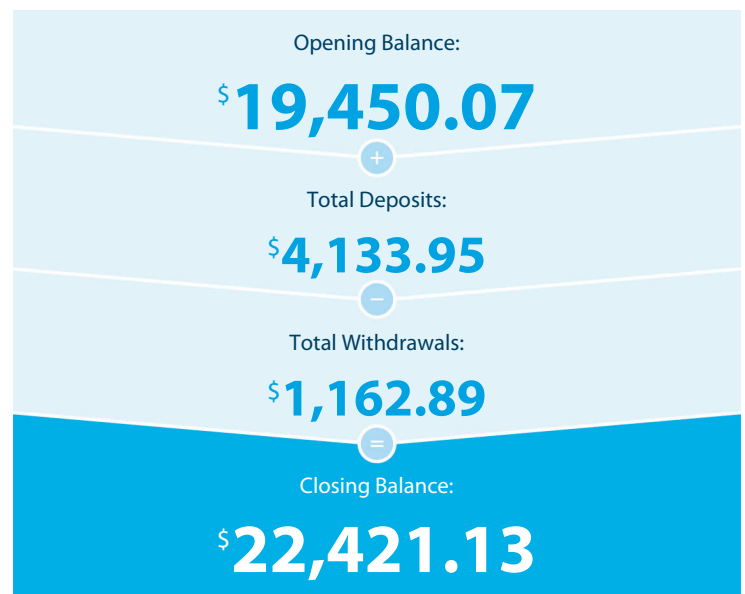 Opening Balance:
$19,450.07
+
Total Deposits:
$4,133.95
−
Total Withdrawals:
$1,162.89
=
Closing Balance:
$22,421.13